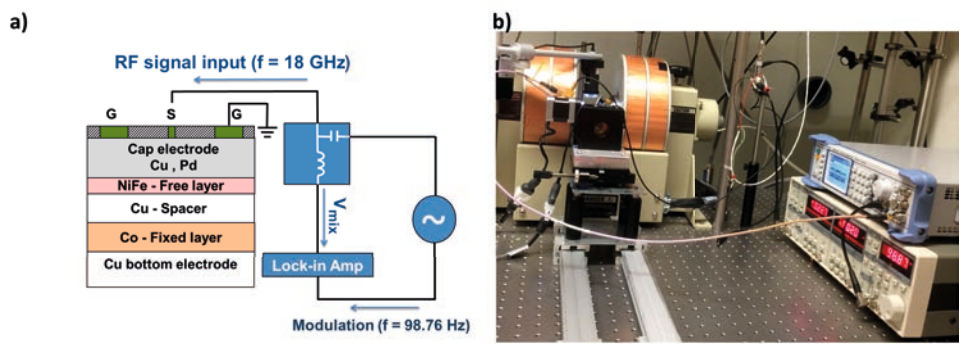 a)
b)
RF signal input (f = 18 GHz)
G S G
Cap electrode
Cu , Pd
NiFe - Free layer
Cu - Spacer
Co - Fixed layer
Cu bottom electrode
Vmix
~
Lock-in Amp
Modulation (f = 98.76 Hz)